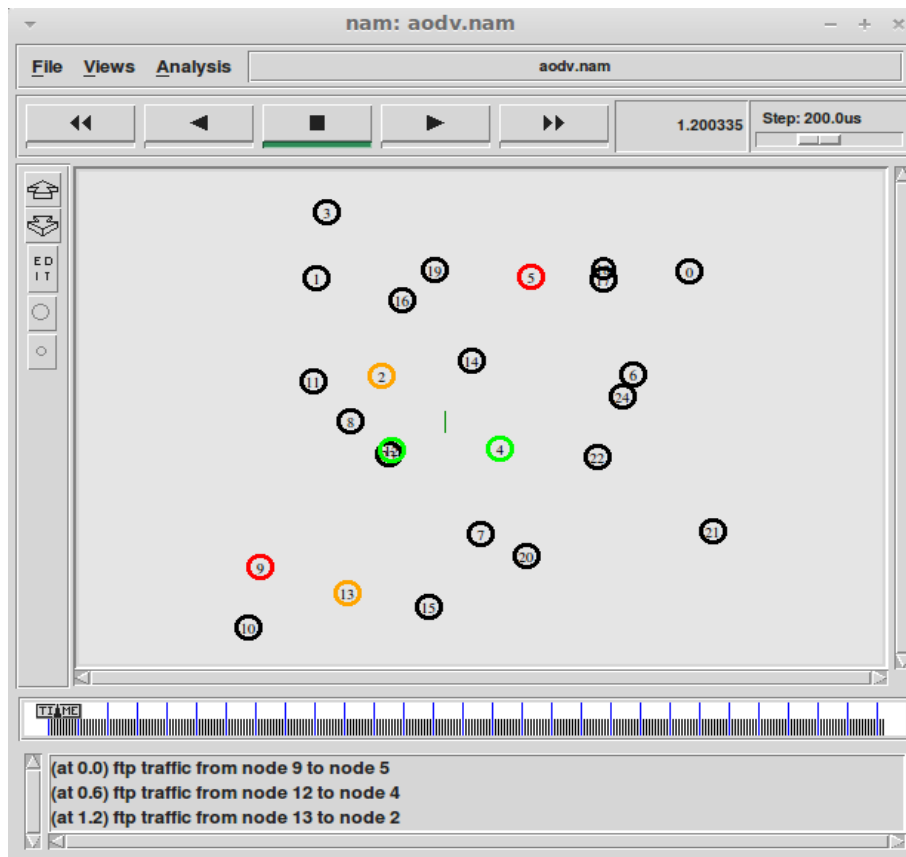 nam: aodv.nam
File Views Analysis aodv.nam
1.200335 Step: 200.0us
E D
I T
3
19
5
17
0
1
16
14
2
6
11
24
8
12
4
22
7
21
20
9
13
15
10
TIME
(at 0.0) ftp traffic from node 9 to node 5
(at 0.6) ftp traffic from node 12 to node 4
(at 1.2) ftp traffic from node 13 to node 2